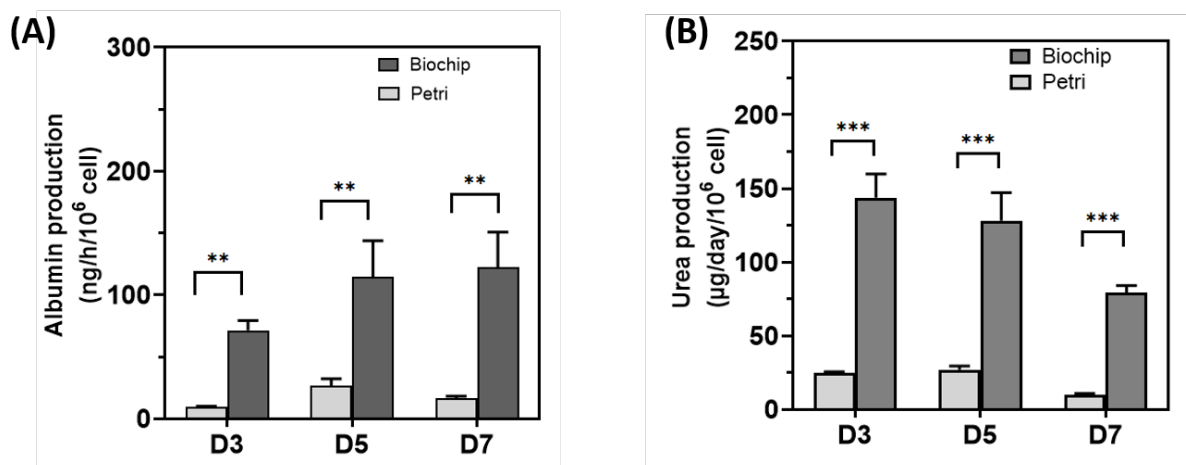 (A)
Albumin production
(ng/h/10⁶ cell)
300
200
100
0
Biochip
Petri
**
**
**
D3
D5
D7
(B)
Urea production
(µg/day/10⁶ cell)
250
200
150
100
50
0
Biochip
Petri
***
***
***
D3
D5
D7